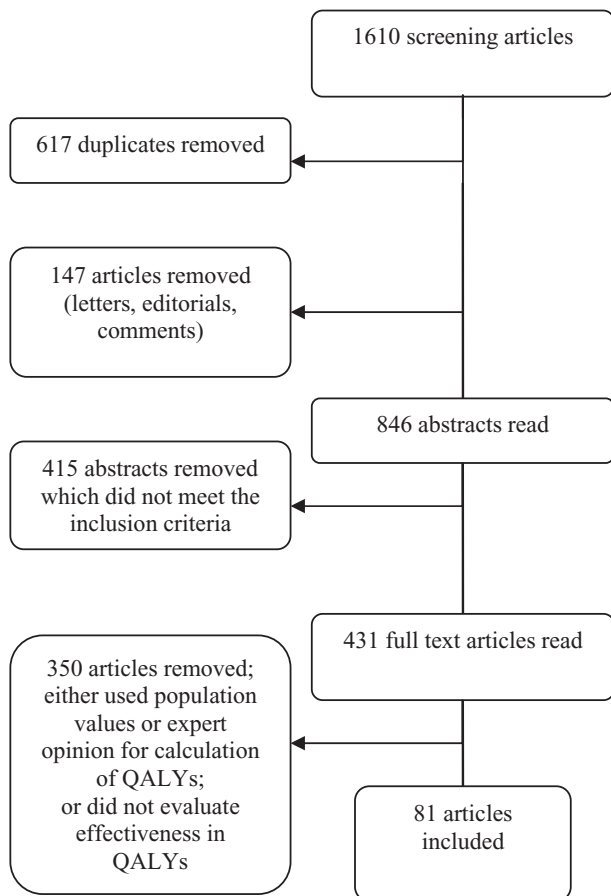 1610 screening articles
617 duplicates removed
147 articles removed
(letters, editorials,
comments)
846 abstracts read
415 abstracts removed
which did not meet the
inclusion criteria
431 full text articles read
350 articles removed;
either used population
values or expert
opinion for calculation
of QALYs;
or did not evaluate
effectiveness in
QALYs
81 articles
included